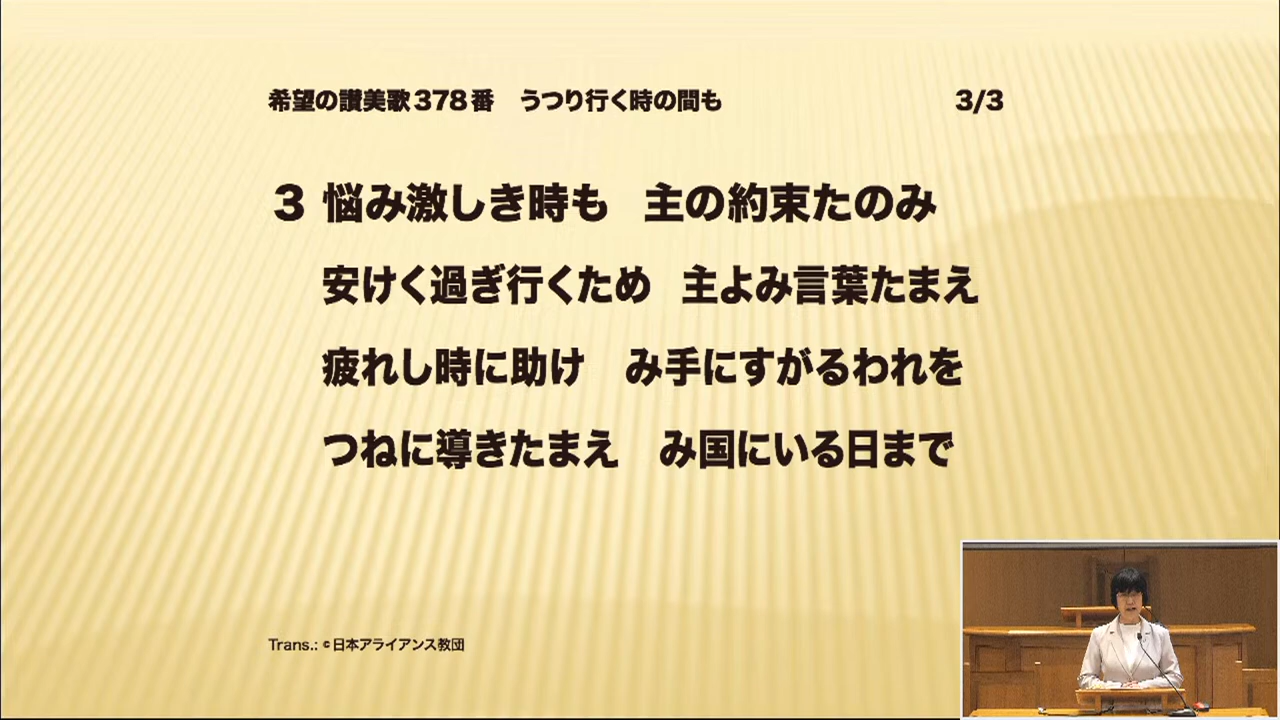 希望の讃美歌378番　うつり行く時の間も　3/3
3 悩み激しき時も　主の約束たのみ
安けく過ぎ行くため　主よみ言葉たまえ
疲れし時に助け　み手にすがるわれを
つねに導きたまえ　み国にいる日まで
Trans.: ©日本アライアンス教団